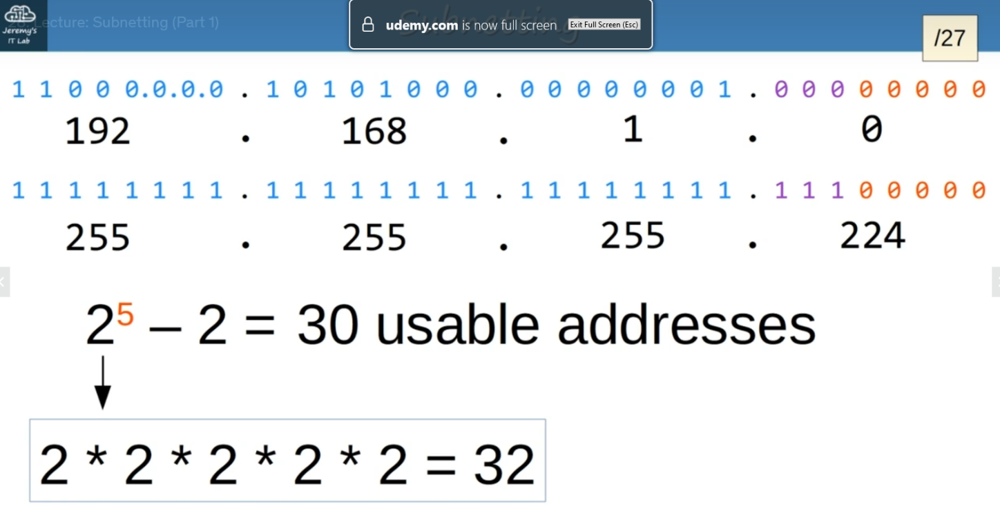 Jeremy's
IT Lab
26. Lecture: Subnetting (Part 1)
Subnetting
udemy.com is now full screen Exit Full Screen (Esc)
/27
1 1 0 0 0.0.0.0 . 1 0 1 0 1 0 0 0 . 0 0 0 0 0 0 0 1 . 0 0 0 0 0 0 0 0
192 . 168 . 1 . 0
1 1 1 1 1 1 1 1 . 1 1 1 1 1 1 1 1 . 1 1 1 1 1 1 1 1 . 1 1 1 0 0 0 0 0
255 . 255 . 255 . 224
2⁵ – 2 = 30 usable addresses
2 * 2 * 2 * 2 * 2 = 32